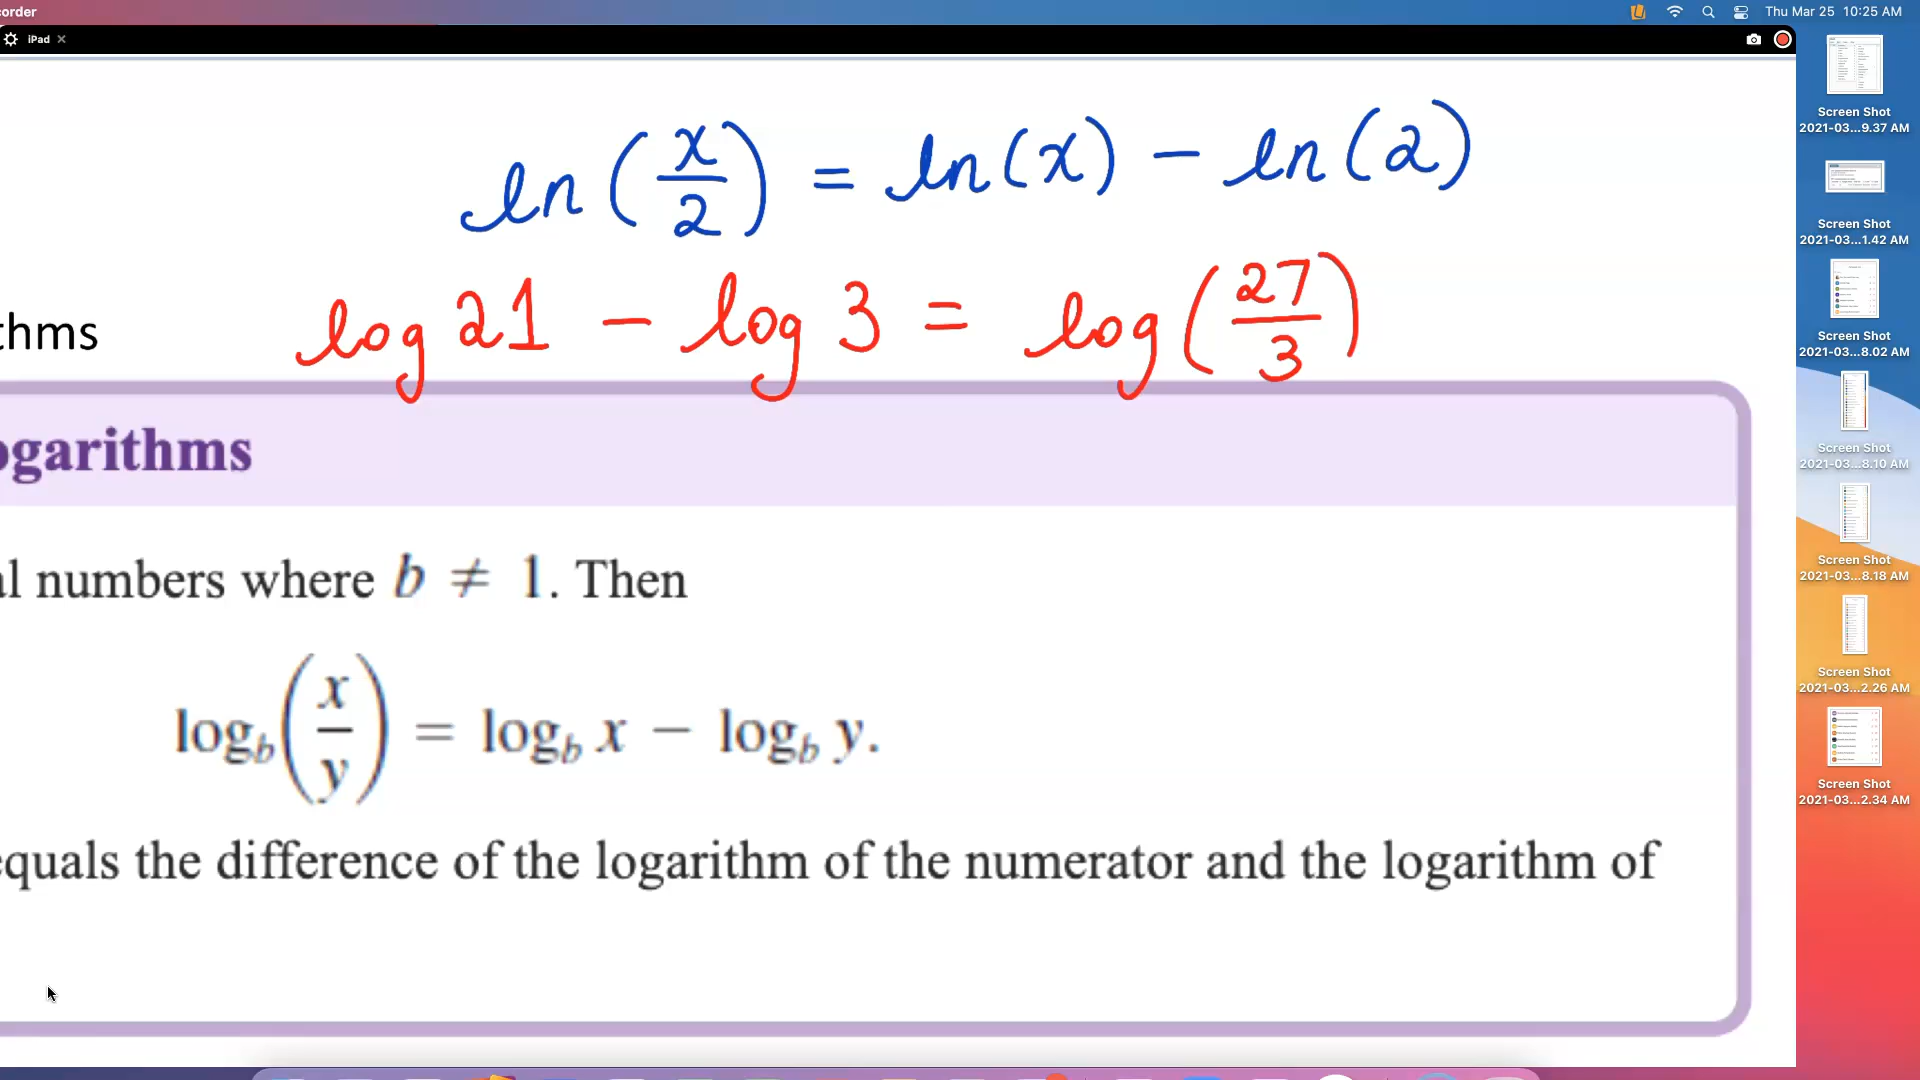 order
Thu Mar 25 10:25 AM
iPad
ln(x/2) = ln(x) - ln(2)
log 21 - log 3 = log(27/3)
thms
ogarithms
al numbers where b ≠ 1. Then
log_b(x/y) = log_b x − log_b y.
equals the difference of the logarithm of the numerator and the logarithm of
Screen Shot
2021-03...9.37 AM
Screen Shot
2021-03...1.42 AM
Screen Shot
2021-03...8.02 AM
Screen Shot
2021-03...8.10 AM
Screen Shot
2021-03...8.18 AM
Screen Shot
2021-03...2.26 AM
Screen Shot
2021-03...2.34 AM